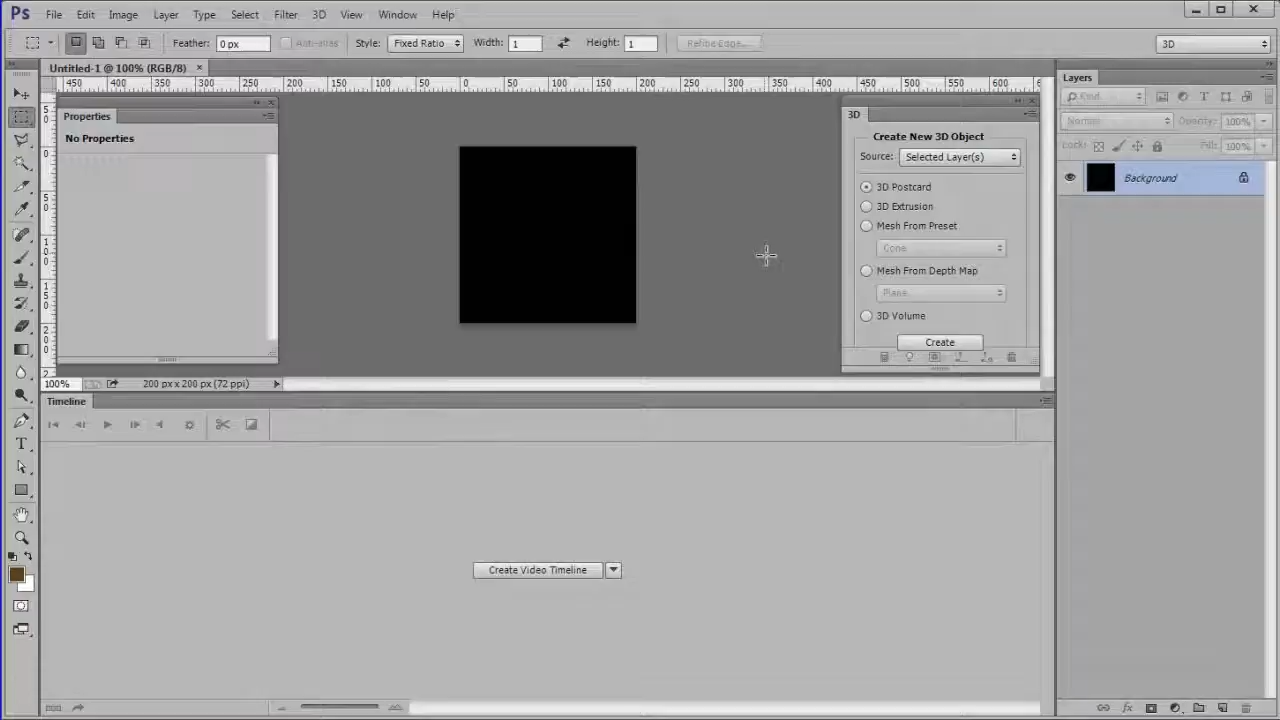 Ps File Edit Image Layer Type Select Filter 3D View Window Help
Feather: 0 px Anti-alias Style: Fixed Ratio Width: 1 Height: 1 Refine Edge... 3D
Untitled-1 @ 100% (RGB/8) ×
450 400 350 300 250 200 150 100 50 0 50 100 150 200 250 300 350 400 450 500 550 600
Properties
No Properties
3D
Create New 3D Object
Source: Selected Layer(s)
3D Postcard
3D Extrusion
Mesh From Preset
Cone
Mesh From Depth Map
Plane
3D Volume
Create
Layers
Kind
Normal Opacity: 100%
Lock: Fill: 100%
Background
100% 200 px x 200 px (72 ppi)
Timeline
Create Video Timeline
T